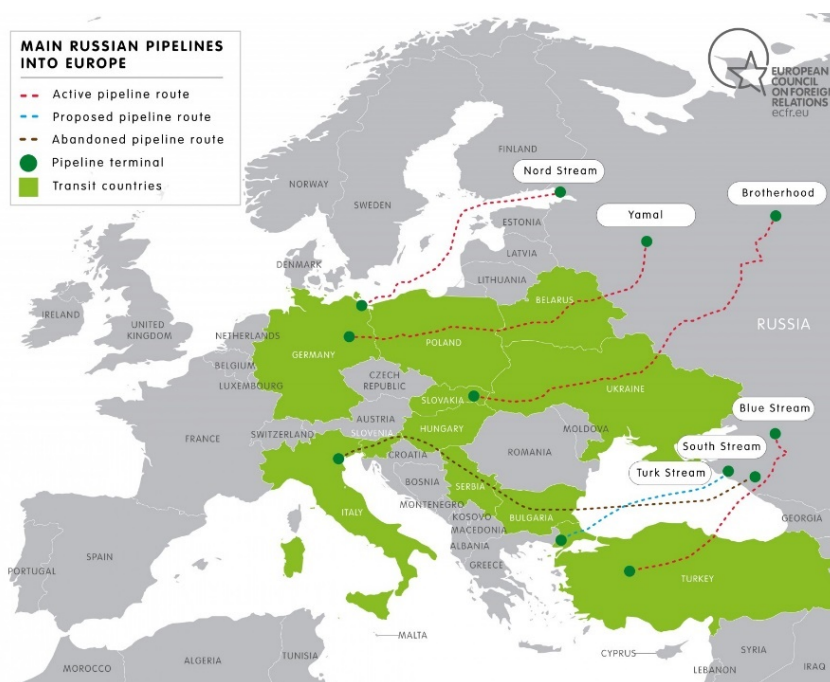 MAIN RUSSIAN PIPELINES
INTO EUROPE
Active pipeline route
Proposed pipeline route
Abandoned pipeline route
Pipeline terminal
Transit countries
EUROPEAN
COUNCIL
ON FOREIGN
RELATIONS
ecfr.eu
FINLAND
Nord Stream
Brotherhood
NORWAY
SWEDEN
Yamal
ESTONIA
LATVIA
DENMARK
LITHUANIA
BELARUS
IRELAND
UNITED
KINGDOM
RUSSIA
NETHERLANDS
POLAND
GERMANY
BELGIUM
LUXEMBOURG
CZECH
REPUBLIC
UKRAINE
SLOVAKIA
Blue Stream
AUSTRIA
HUNGARY
MOLDOVA
SWITZERLAND
SLOVENIA
FRANCE
South Stream
ROMANIA
CROATIA
Turk Stream
BOSNIA
SERBIA
MONTENEGRO
ITALY
KOSOVO
BULGARIA
GEORGIA
MACEDONIA
ALBANIA
SPAIN
GREECE
PORTUGAL
TURKEY
MALTA
CYPRUS
SYRIA
TUNISIA
ALGERIA
MOROCCO
LEBANON
IRAQ